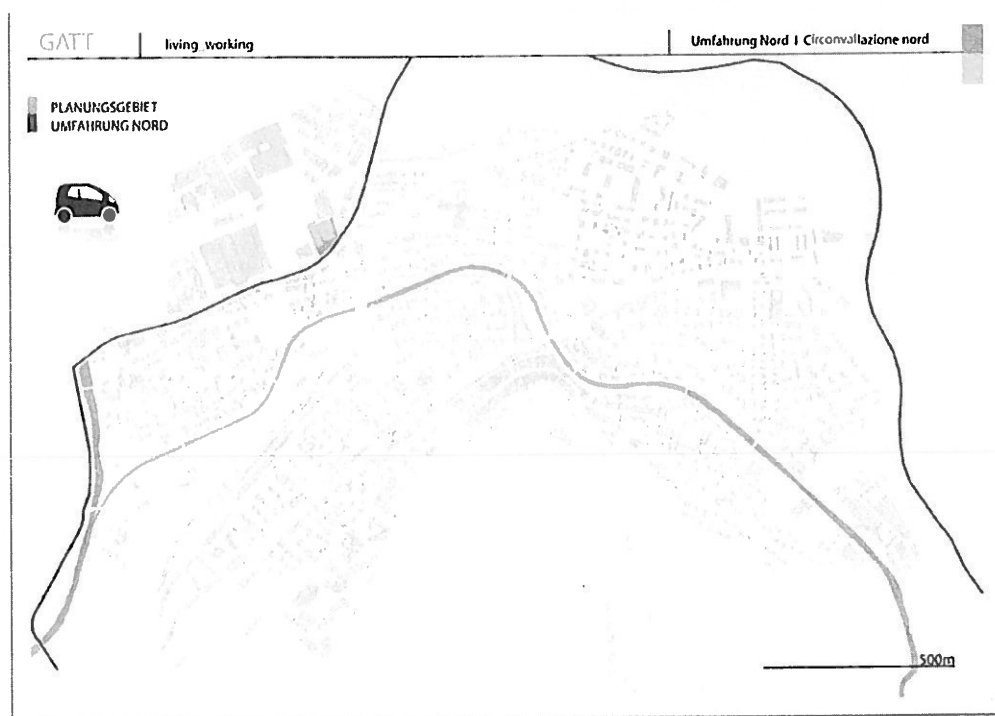 GATT
living_working
Umfahrung Nord | Circonvallazione nord
PLANUNGSGEBIET
UMFAHRUNG NORD
500m